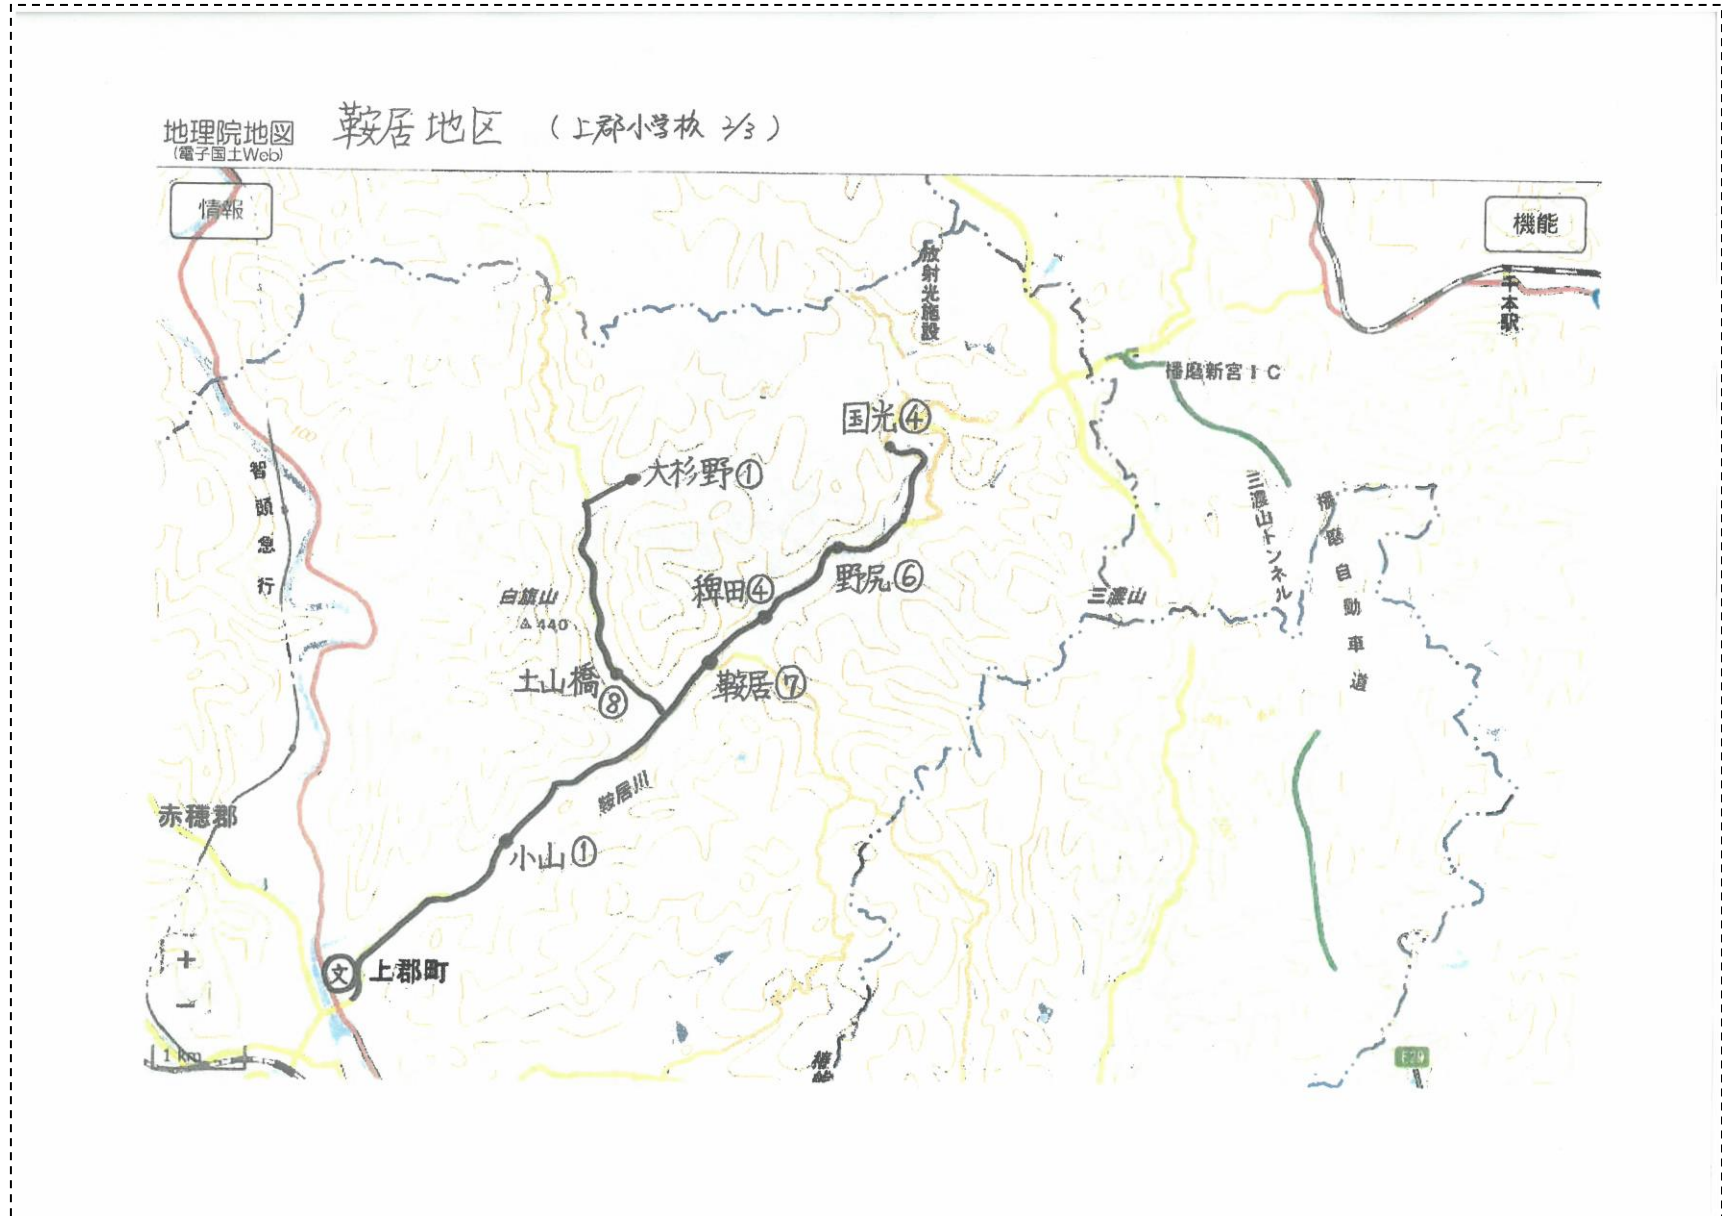 地理院地図
(電子国土Web)
鞍居地区 (上郡小学校 2/3)
情報
機能
放射光施設
千本駅
播磨新宮IC
100
国光④
大杉野①
智頭急行
三濃山トンネル
播磨自動車道
白旗山
△440
稗田④
野尻⑥
三濃山
土山橋⑧
鞍居⑦
鞍居川
赤穂郡
小山①
文 上郡町
+
−
1 km
E29